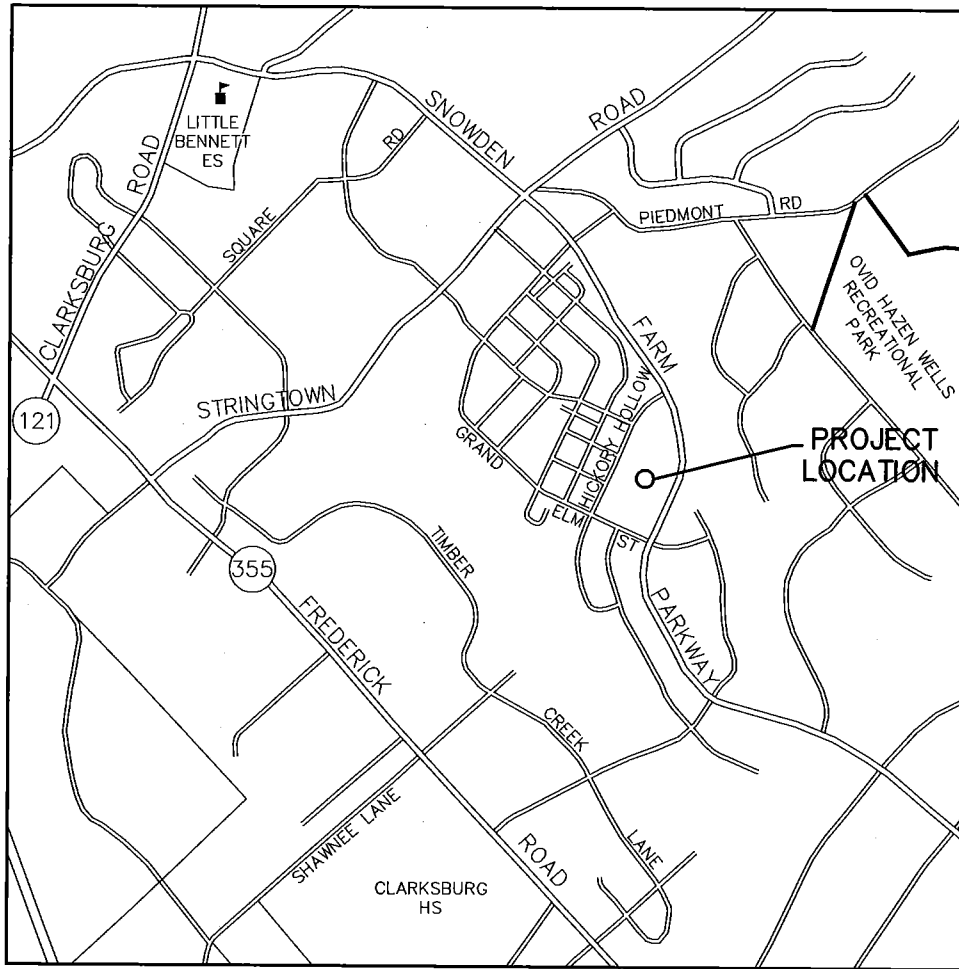 LITTLE
BENNETT
ES
CLARKSBURG ROAD
SQUARE RD
SNOWDEN FARM PARKWAY
STRINGTOWN ROAD
PIEDMONT RD
OVID HAZEN WELLS
RECREATIONAL
PARK
121
HICKORY HOLLOW
GRAND ELM ST
PROJECT
LOCATION
355
FREDERICK ROAD
TIMBER CREEK LANE
SHAWNEE LANE
CLARKSBURG
HS